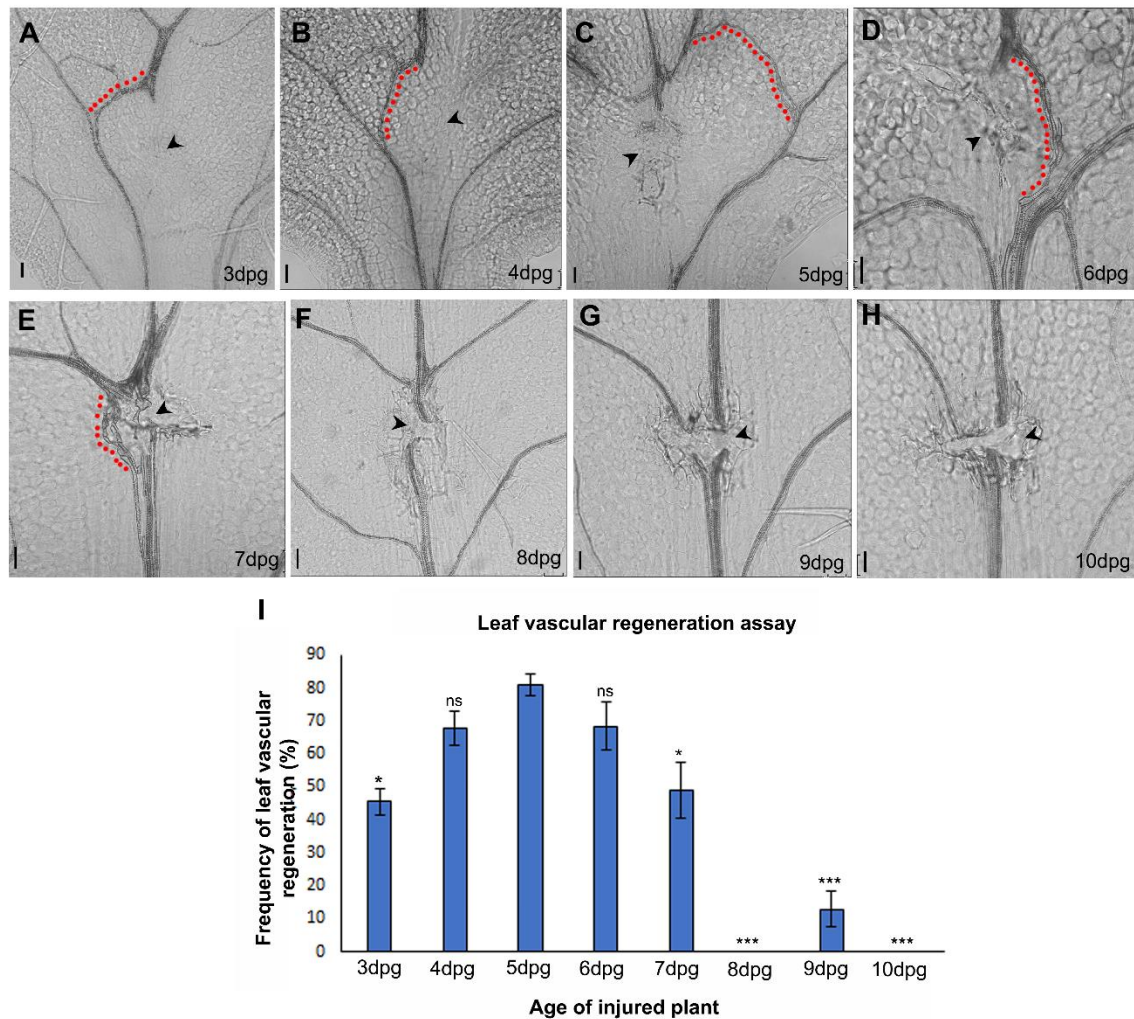 A
3dpg
B
4dpg
C
5dpg
D
6dpg
E
7dpg
F
8dpg
G
9dpg
H
10dpg
I
Leaf vascular regeneration assay
Frequency of leaf vascular
regeneration (%)
90
80
70
60
50
40
30
20
10
0
*
ns
ns
*
***
***
***
3dpg 4dpg 5dpg 6dpg 7dpg 8dpg 9dpg 10dpg
Age of injured plant